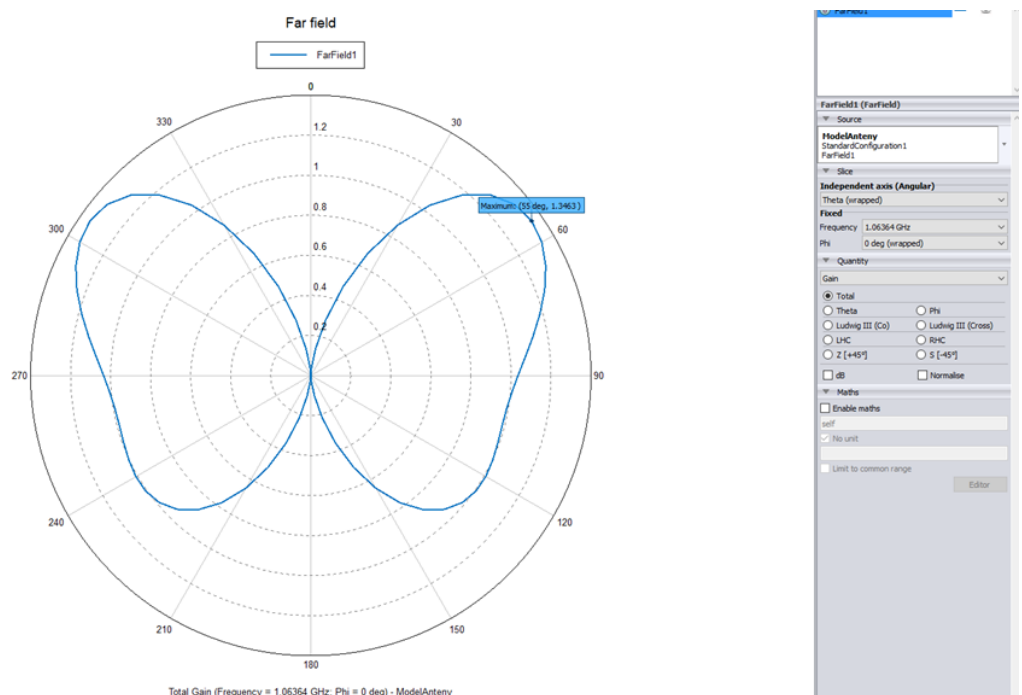 Far field
FarField1
0
30
60
90
120
150
180
210
240
270
300
330
1.2
1
0.8
0.6
0.4
0.2
Maximum: (55 deg, 1.3463 )
Total Gain (Frequency = 1.06364 GHz; Phi = 0 deg) - ModelAnteny
FarField1
FarField1 (FarField)
Source
ModelAnteny
StandardConfiguration1
FarField1
Slice
Independent axis (Angular)
Theta (wrapped)
Fixed
Frequency 1.06364 GHz
Phi 0 deg (wrapped)
Quantity
Gain
Total
Theta Phi
Ludwig III (Co) Ludwig III (Cross)
LHC RHC
Z [+45°] S [-45°]
dB Normalise
Maths
Enable maths
self
No unit
Limit to common range
Editor